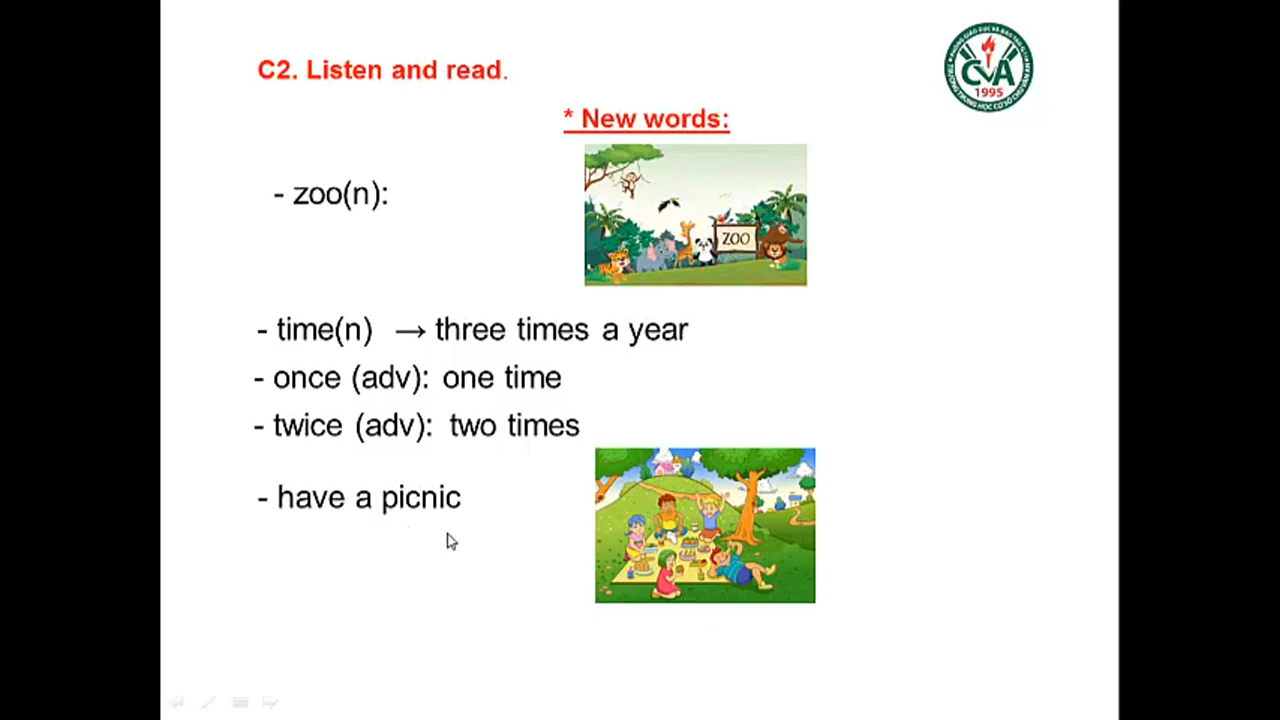 C2. Listen and read.
* New words:
- zoo(n):
ZOO
- time(n) → three times a year
- once (adv): one time
- twice (adv): two times
- have a picnic
CVA
1995